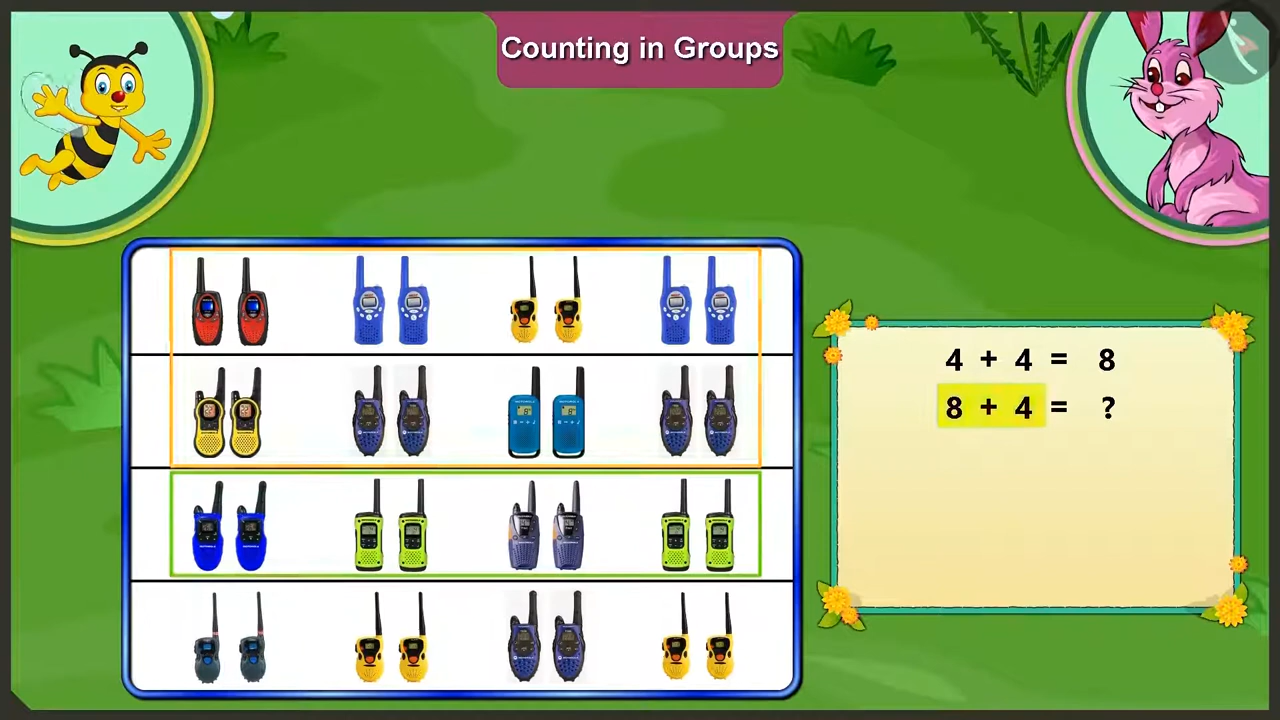 Counting in Groups
4 + 4 = 8
8 + 4 = ?